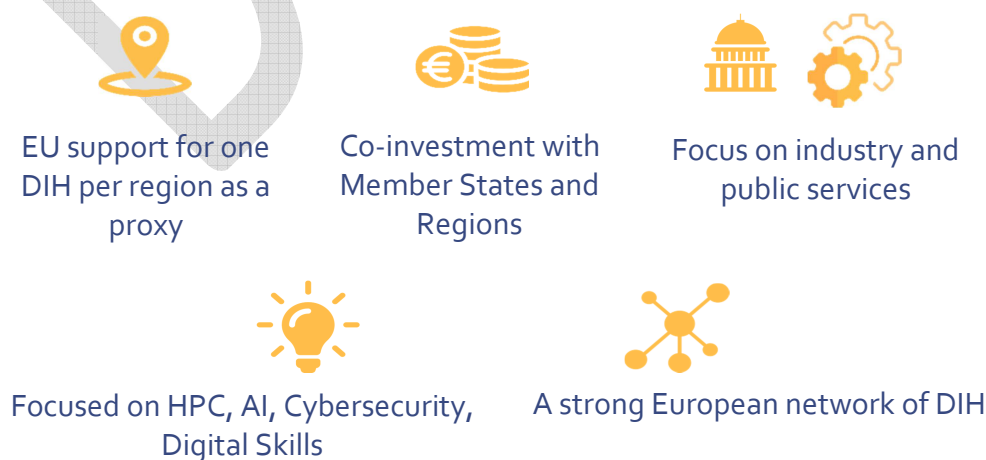 EU support for one
DIH per region as a
proxy
Co-investment with
Member States and
Regions
Focus on industry and
public services
Focused on HPC, AI, Cybersecurity,
Digital Skills
A strong European network of DIH